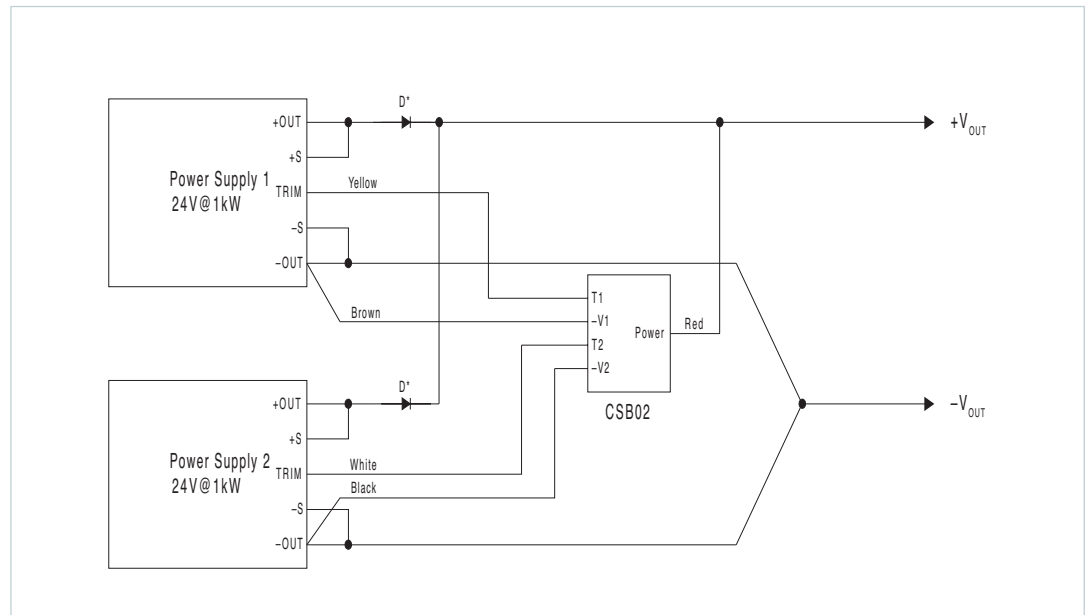 D*
+OUT
+V_OUT
+S
Power Supply 1
24V@1kW
TRIM
Yellow
–S
–OUT
T1
Brown
–V1
Power
Red
T2
–V2
D*
+OUT
CSB02
–V_OUT
+S
Power Supply 2
24V@1kW
TRIM
White
Black
–S
–OUT